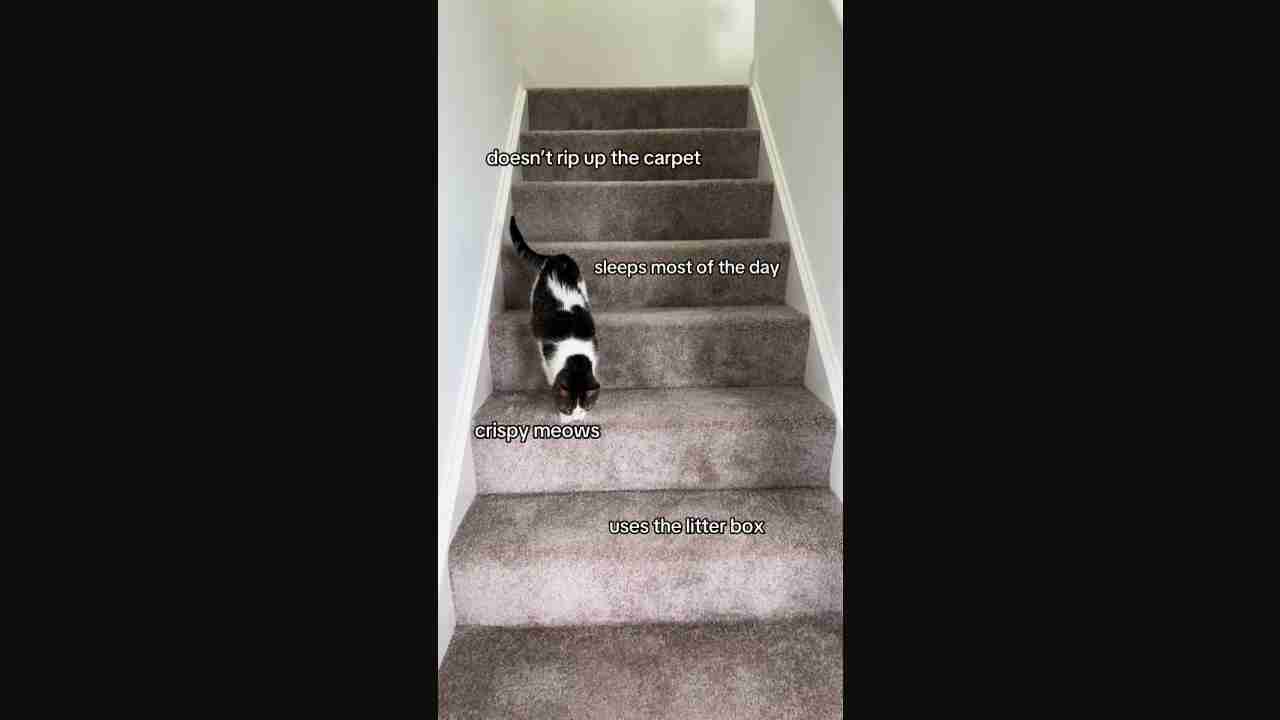 doesn't rip up the carpet
sleeps most of the day
crispy meows
uses the litter box